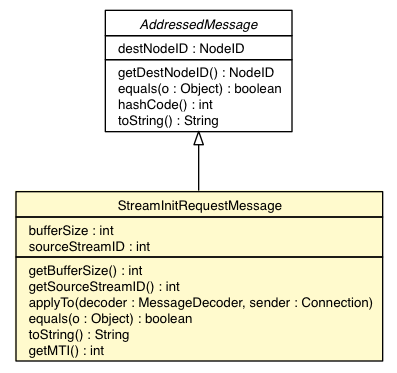 AddressedMessage
destNodeID : NodeID
getDestNodeID() : NodeID
equals(o : Object) : boolean
hashCode() : int
toString() : String
StreamInitRequestMessage
bufferSize : int
sourceStreamID : int
getBufferSize() : int
getSourceStreamID() : int
applyTo(decoder : MessageDecoder, sender : Connection)
equals(o : Object) : boolean
toString() : String
getMTI() : int